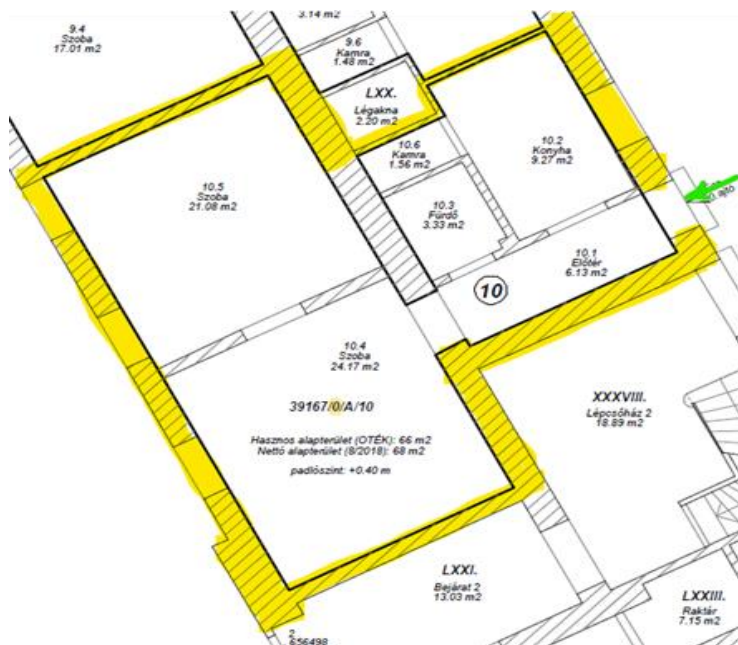 3.14 m2
9.4
Szoba
17.01 m2
9.6
Kamra
1.48 m2
LXX.
Légakna
2.20 m2
10.6
Kamra
1.56 m2
10.2
Konyha
9.27 m2
10.5
Szoba
21.08 m2
10.3
Fürdő
3.33 m2
ajtó
10.1
Előtér
6.13 m2
10
10.4
Szoba
24.17 m2
39167/0/A/10
Hasznos alapterület (OTÉK): 66 m2
Nettó alapterület (8/2018): 68 m2
padlószint: +0.40 m
XXXVIII.
Lépcsőház 2
18.89 m2
LXXI.
Bejárat 2
13.03 m2
LXXIII.
Raktár
7.15 m2
2
656498